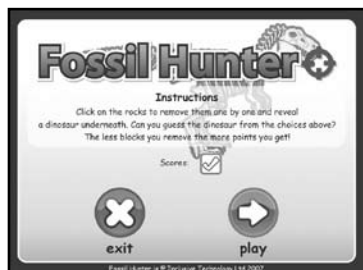 Fossil Hunter
Instructions
Click on the rocks to remove them one by one and reveal
a dinosaur underneath. Can you guess the dinosaur from the choices above?
The less blocks you remove the more points you get!
Scores:
exit
play
Fossil Hunter is © Inclusive Technology Ltd 2007